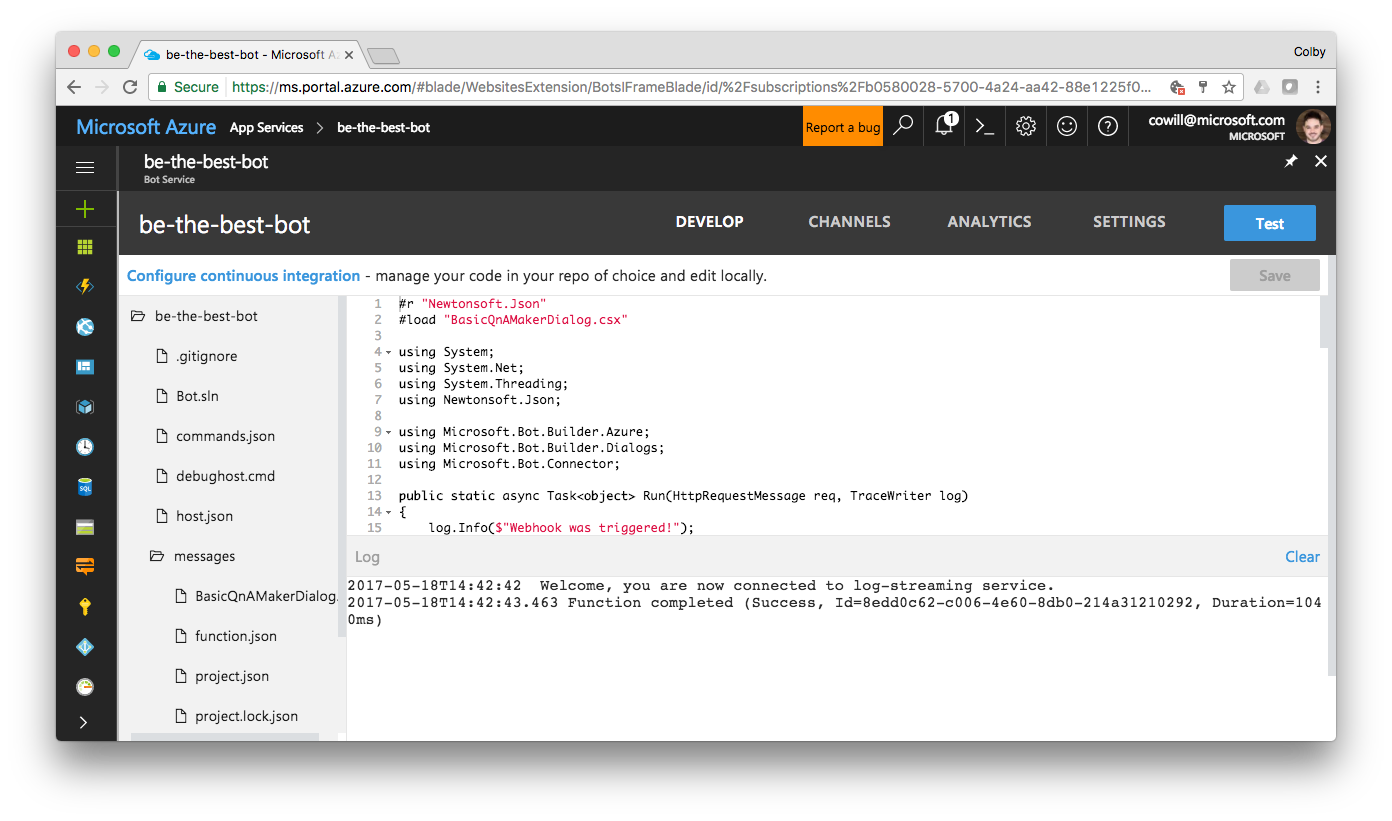 be-the-best-bot - Microsoft A
Colby
Secure https://ms.portal.azure.com/#blade/WebsitesExtension/BotsIFrameBlade/id/%2Fsubscriptions%2Fb0580028-5700-4a24-aa42-88e1225f0...
Microsoft Azure App Services > be-the-best-bot
Report a bug
1
>_
?
cowill@microsoft.com
MICROSOFT
be-the-best-bot
Bot Service
be-the-best-bot
DEVELOP CHANNELS ANALYTICS SETTINGS Test
Configure continuous integration - manage your code in your repo of choice and edit locally.
Save
be-the-best-bot
.gitignore
Bot.sln
commands.json
debughost.cmd
host.json
messages
BasicQnAMakerDialog.
function.json
project.json
project.lock.json
SQL
1 #r "Newtonsoft.Json"
2 #load "BasicQnAMakerDialog.csx"
3
4 using System;
5 using System.Net;
6 using System.Threading;
7 using Newtonsoft.Json;
8
9 using Microsoft.Bot.Builder.Azure;
10 using Microsoft.Bot.Builder.Dialogs;
11 using Microsoft.Bot.Connector;
12
13 public static async Task<object> Run(HttpRequestMessage req, TraceWriter log)
14 {
15 log.Info($"Webhook was triggered!");
Log
Clear
2017-05-18T14:42:42  Welcome, you are now connected to log-streaming service.
2017-05-18T14:42:43.463 Function completed (Success, Id=8edd0c62-c006-4e60-8db0-214a31210292, Duration=104
0ms)